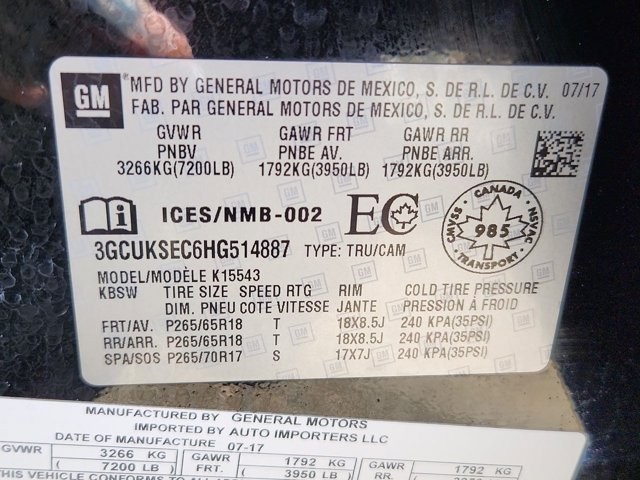 GM ®MFD BY GENERAL MOTORS DE MEXICO, S. DE R.L. DE C.V. 07/17
FAB. PAR GENERAL MOTORS DE MEXICO, S. DE R.L. DE C.V.
GVWR GAWR FRT GAWR RR
PNBV PNBE AV. PNBE ARR.
3266KG(7200LB) 1792KG(3950LB) 1792KG(3950LB)
i ICES/NMB-002 EC
CANADA CMVSS NSVAC 985 TRANSPORT
3GCUKSEC6HG514887 TYPE: TRU/CAM
MODEL/MODÈLE K15543
KBSW TIRE SIZE SPEED RTG RIM COLD TIRE PRESSURE
DIM. PNEU COTE VITESSE JANTE PRESSION À FROID
FRT/AV. P265/65R18 T 18X8.5J 240 KPA(35PSI)
RR/ARR. P265/65R18 T 18X8.5J 240 KPA(35PSI)
SPA/SOS P265/70R17 S 17X7J 240 KPA(35PSI)
MANUFACTURED BY GENERAL MOTORS
IMPORTED BY AUTO IMPORTERS LLC
DATE OF MANUFACTURE 07-17
GVWR 3266 KG GAWR 1792 KG GAWR 1792 KG
( 7200 LB ) FRT. ( 3950 LB ) RR.
THIS VEHICLE